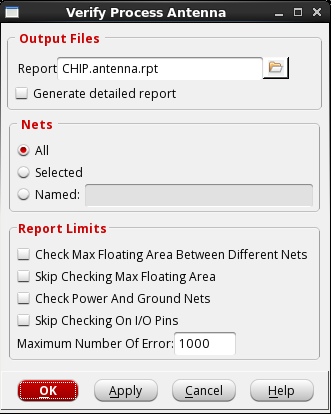 Verify Process Antenna
Output Files
Report CHIP.antenna.rpt
Generate detailed report
Nets
All
Selected
Named:
Report Limits
Check Max Floating Area Between Different Nets
Skip Checking Max Floating Area
Check Power And Ground Nets
Skip Checking On I/O Pins
Maximum Number Of Error: 1000
OK Apply Cancel Help